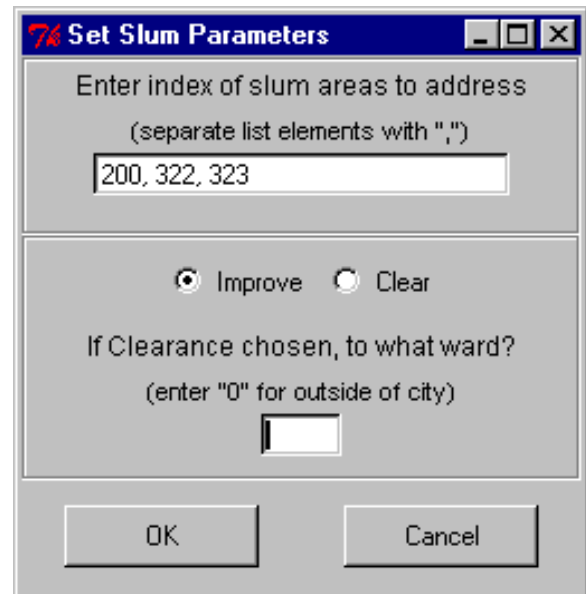 Set Slum Parameters
Enter index of slum areas to address
(separate list elements with ",")
200, 322, 323
Improve Clear
If Clearance chosen, to what ward?
(enter "0" for outside of city)
OK Cancel